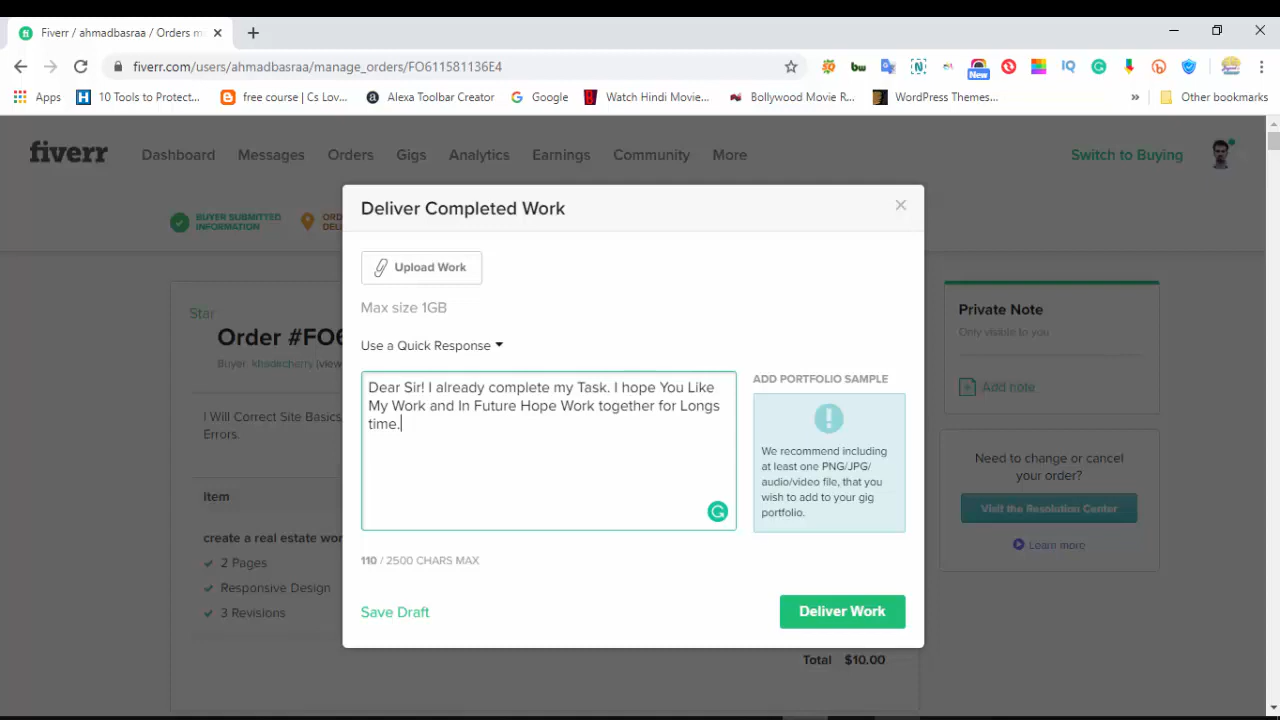 Fiverr / ahmadbasraa / Orders m
fiverr.com/users/ahmadbasraa/manage_orders/FO611581136E4
New
Apps
10 Tools to Protect...
free course | Cs Lov...
Alexa Toolbar Creator
Google
Watch Hindi Movie...
Bollywood Movie R...
WordPress Themes...
Other bookmarks
fiverr
Dashboard
Messages
Orders
Gigs
Analytics
Earnings
Community
More
Switch to Buying
BUYER SUBMITTED
INFORMATION
ORD
DEL
Deliver Completed Work
Upload Work
Max size 1GB
Use a Quick Response
Dear Sir! I already complete my Task. I hope You Like
My Work and In Future Hope Work together for Longs
time.
110 / 2500 CHARS MAX
ADD PORTFOLIO SAMPLE
We recommend including
at least one PNG/JPG/
audio/video file, that you
wish to add to your gig
portfolio.
Save Draft
Deliver Work
Star
Order #FO6
Buyer: khadecherry (view
I Will Correct Site Basics
Errors.
Item
create a real estate wor
2 Pages
Responsive Design
3 Revisions
Total $10.00
Private Note
Only visible to you
Add note
Need to change or cancel
your order?
Visit the Resolution Center
Learn more